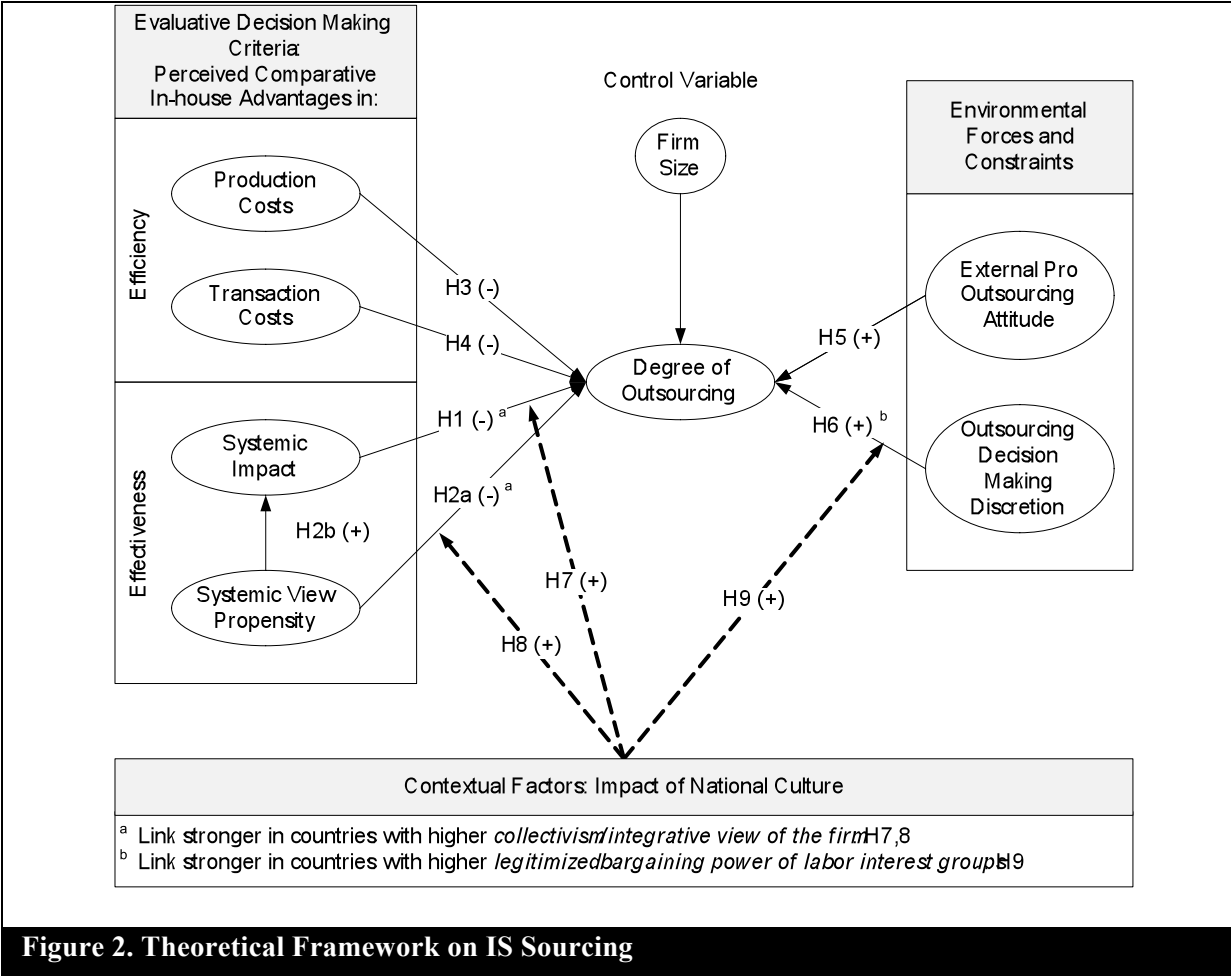 Evaluative Decision Making
Criteria:
Perceived Comparative
In-house Advantages in:
Efficiency
Production
Costs
Transaction
Costs
Effectiveness
Systemic
Impact
H2b (+)
Systemic View
Propensity
H3 (-)
H4 (-)
H1 (-) a
H2a (-) a
Control Variable
Firm
Size
Degree of
Outsourcing
Environmental
Forces and
Constraints
External Pro
Outsourcing
Attitude
Outsourcing
Decision
Making
Discretion
H5 (+)
H6 (+) b
H7 (+)
H8 (+)
H9 (+)
Contextual Factors: Impact of National Culture
a Link stronger in countries with higher collectivism/integrative view of the firm H7,8
b Link stronger in countries with higher legitimized bargaining power of labor interest groups H9
Figure 2. Theoretical Framework on IS Sourcing